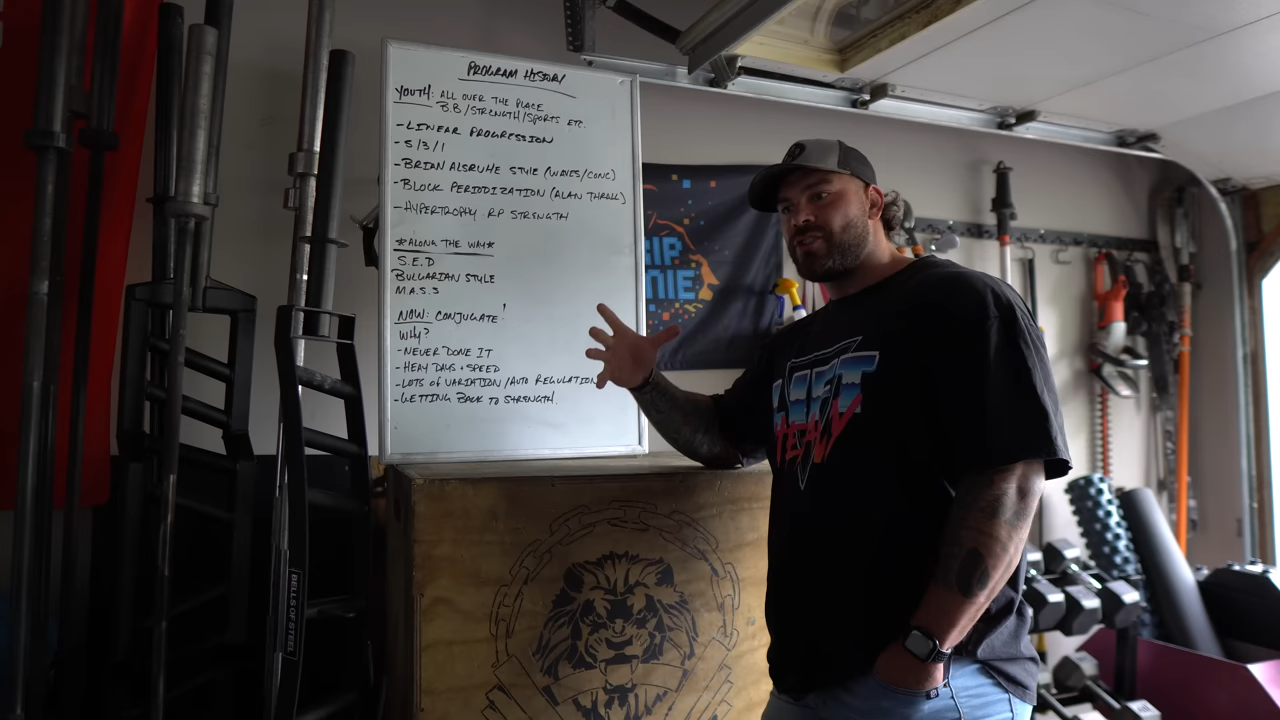 PROGRAM HISTORY
YOUTH: ALL OVER THE PLACE
B.B/STRENGTH/SPORTS ETC.
-LINEAR PROGRESSION
-5/3/1
-BRIAN ALSRUHE STYLE (WAVES/CONC)
-BLOCK PERIODIZATION (ALAN THRALL)
-HYPERTROPHY RP STRENGTH
*ALONG THE WAY*
S.E.D
BULGARIAN STYLE
M.A.S.S
NOW: CONJUGATE!
WHY?
-NEVER DONE IT
-HEAVY DAYS + SPEED
-LOTS OF VARIATION/AUTO REGULATION
-GETTING BACK TO STRENGTH.
LIFT
HEAVY
BELLS OF STEEL